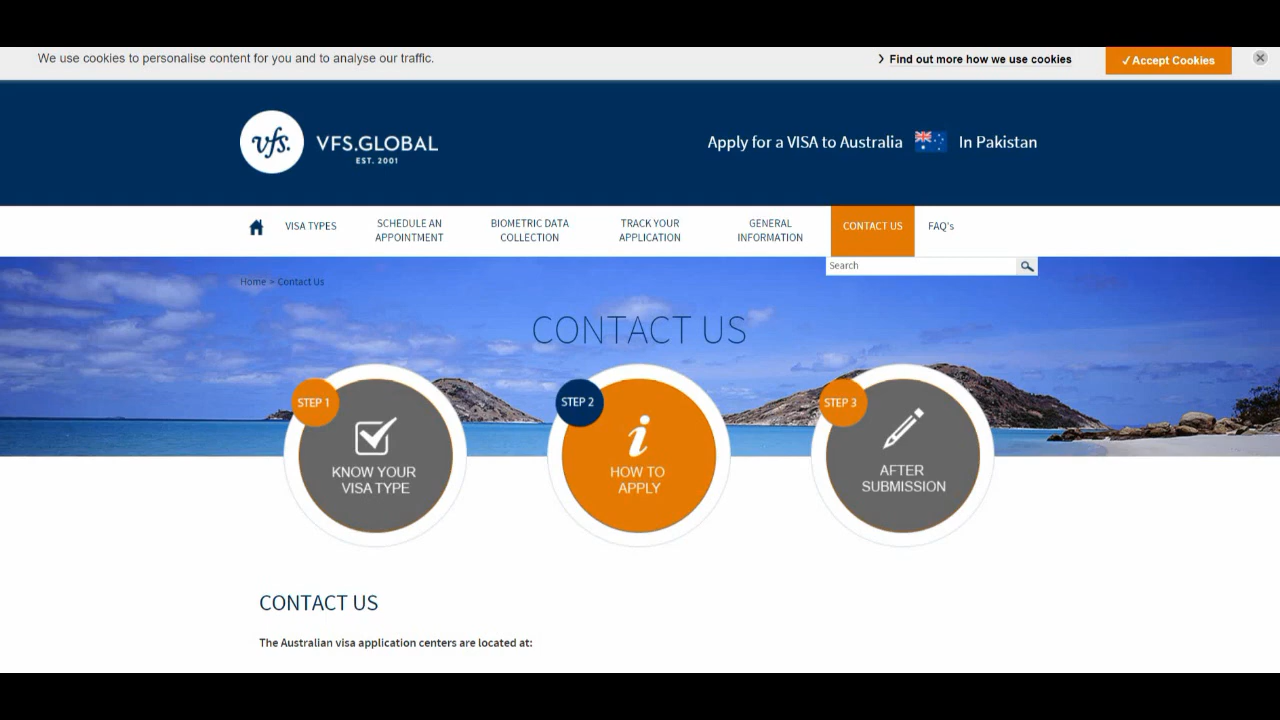 We use cookies to personalise content for you and to analyse our traffic.
Find out more how we use cookies
✓Accept Cookies
vfs.
VFS.GLOBAL
EST. 2001
Apply for a VISA to Australia In Pakistan
VISA TYPES
SCHEDULE AN
APPOINTMENT
BIOMETRIC DATA
COLLECTION
TRACK YOUR
APPLICATION
GENERAL
INFORMATION
CONTACT US
FAQ's
Search
Home > Contact Us
CONTACT US
STEP 1
KNOW YOUR
VISA TYPE
STEP 2
HOW TO
APPLY
STEP 3
AFTER
SUBMISSION
CONTACT US
The Australian visa application centers are located at: